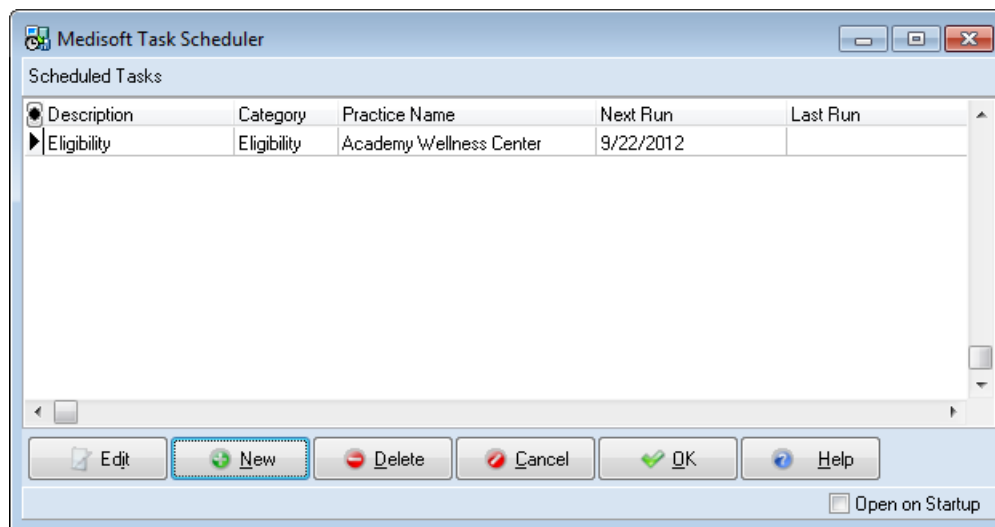 Medisoft Task Scheduler
Scheduled Tasks
Description Category Practice Name Next Run Last Run
Eligibility Eligibility Academy Wellness Center 9/22/2012
Edit New Delete Cancel OK Help
Open on Startup